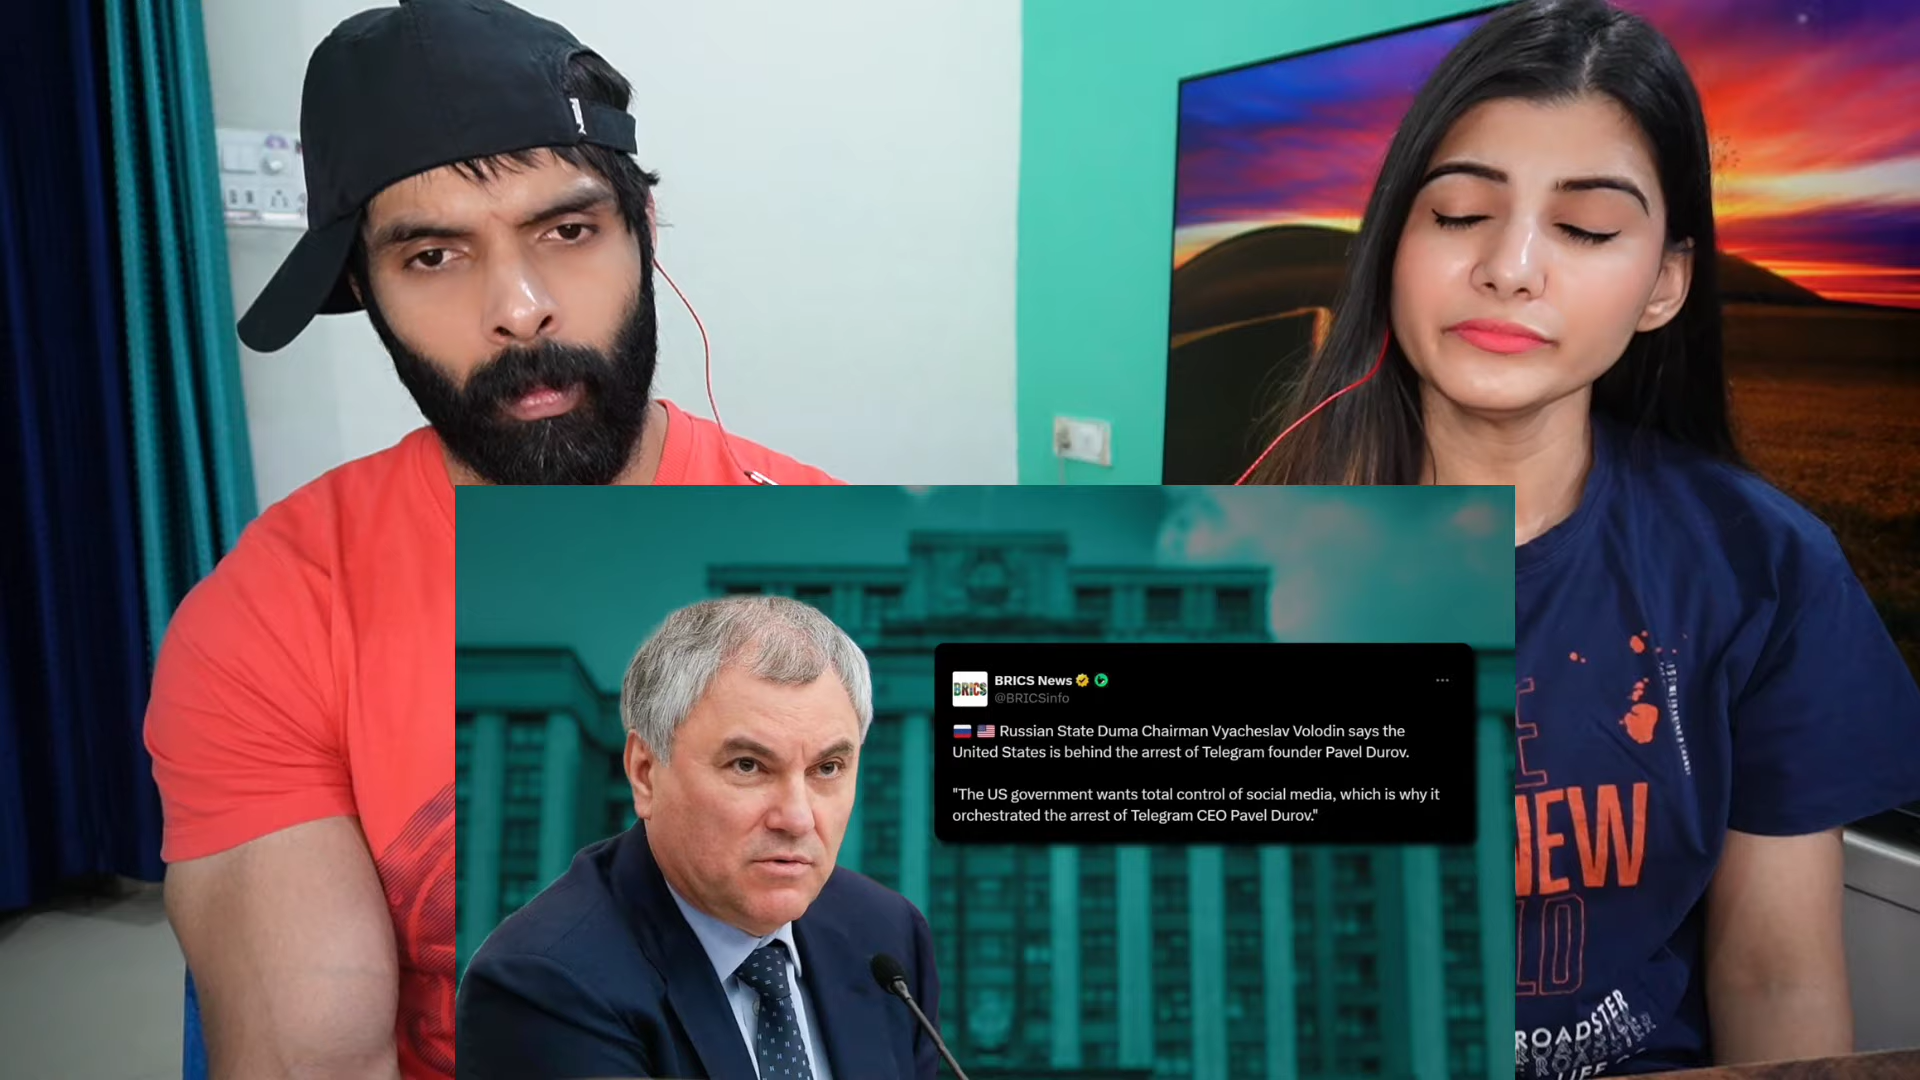 BRICS
BRICS News
@BRICSinfo
Russian State Duma Chairman Vyacheslav Volodin says the
United States is behind the arrest of Telegram founder Pavel Durov.
"The US government wants total control of social media, which is why it
orchestrated the arrest of Telegram CEO Pavel Durov."
NEW
ROADSTER
LIFE